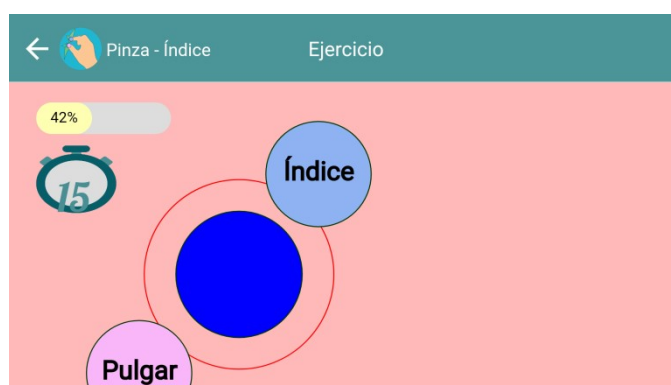 Pinza - Índice
Ejercicio
42%
15
Índice
Pulgar